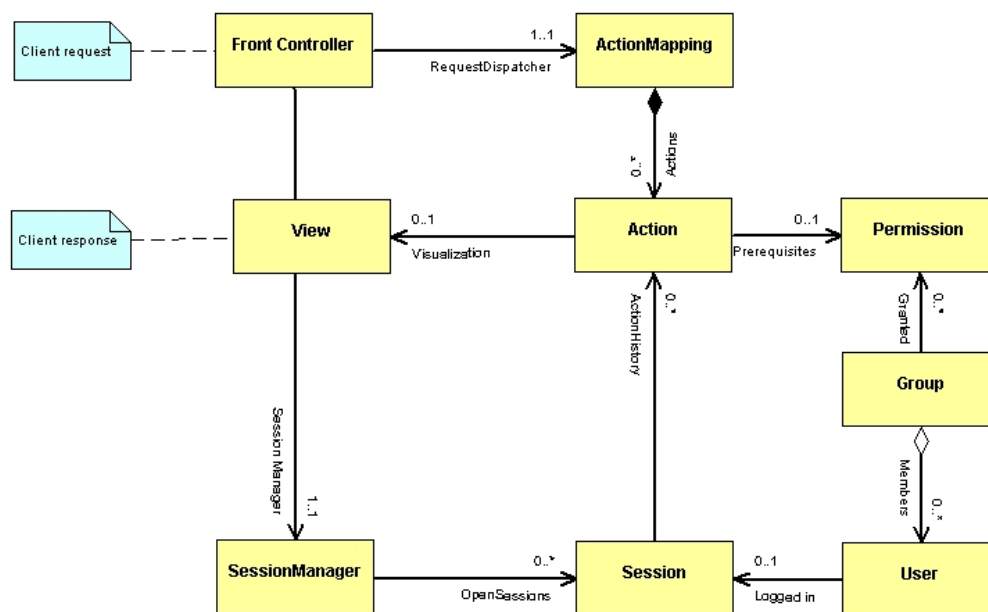 Client request
Front Controller
1..1
RequestDispatcher
ActionMapping
0..*
Actions
Client response
View
0..1
Visualization
Action
0..1
Prerequisites
Permission
0..*
ActionHistory
0..*
Granted
Group
Session Manager
1..1
Members
0..*
SessionManager
0..*
OpenSessions
Session
0..1
Logged in
User